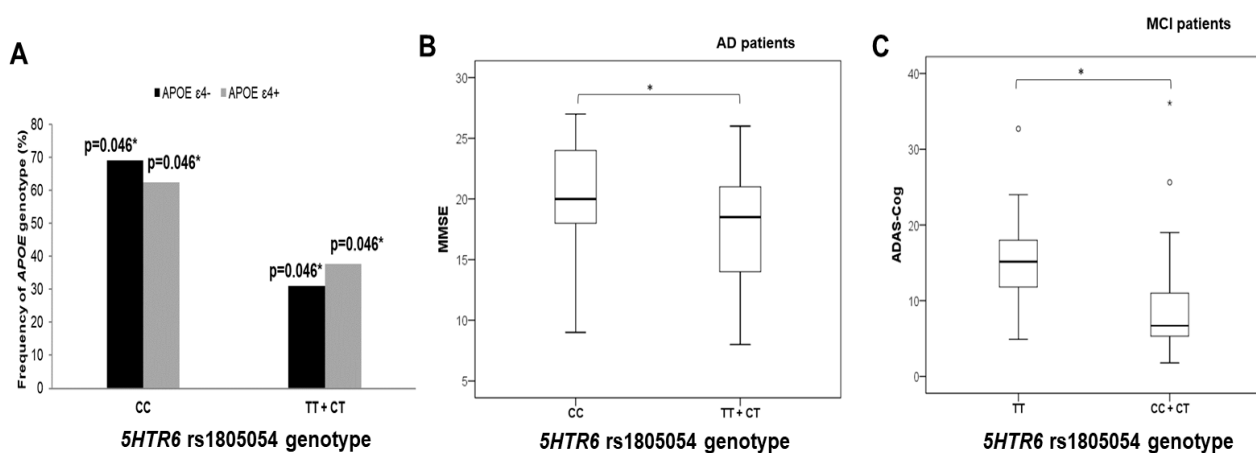 A
APOE ε4- APOE ε4+
Frequency of APOE genotype (%)
80
70
60
50
40
30
20
10
0
p=0.046*
p=0.046*
p=0.046*
p=0.046*
CC
TT + CT
5HTR6 rs1805054 genotype
B
AD patients
MMSE
30
25
20
15
10
5
*
CC
TT + CT
5HTR6 rs1805054 genotype
C
MCI patients
ADAS-Cog
40
30
20
10
0
*
*
TT
CC + CT
5HTR6 rs1805054 genotype